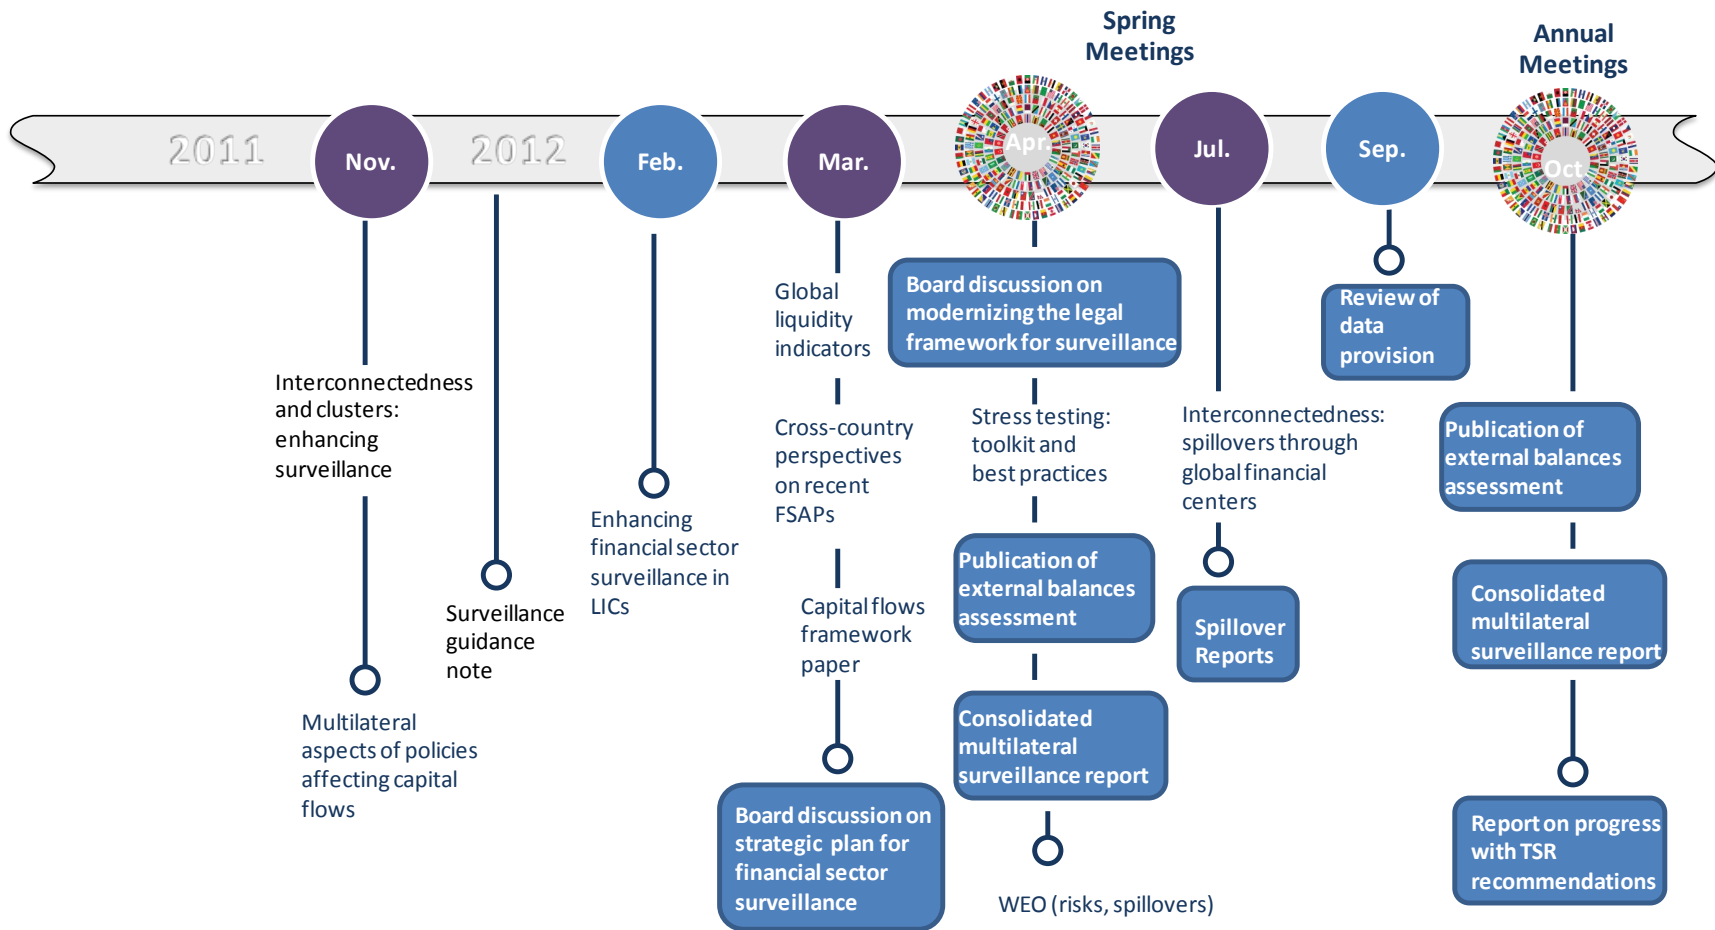 Spring
Meetings
Annual
Meetings
2011
Nov.
2012
Feb.
Mar.
Apr.
Jul.
Sep.
Oct.
Interconnectedness
and clusters:
enhancing
surveillance
Multilateral
aspects of policies
affecting capital
flows
Surveillance
guidance
note
Enhancing
financial sector
surveillance in
LICs
Global
liquidity
indicators
Cross-country
perspectives
on recent
FSAPs
Capital flows
framework
paper
Board discussion on
strategic plan for
financial sector
surveillance
Board discussion on
modernizing the legal
framework for surveillance
Stress testing:
toolkit and
best practices
Publication of
external balances
assessment
Consolidated
multilateral
surveillance report
WEO (risks, spillovers)
Interconnectedness:
spillovers through
global financial
centers
Spillover
Reports
Review of
data
provision
Publication of
external balances
assessment
Consolidated
multilateral
surveillance report
Report on progress
with TSR
recommendations